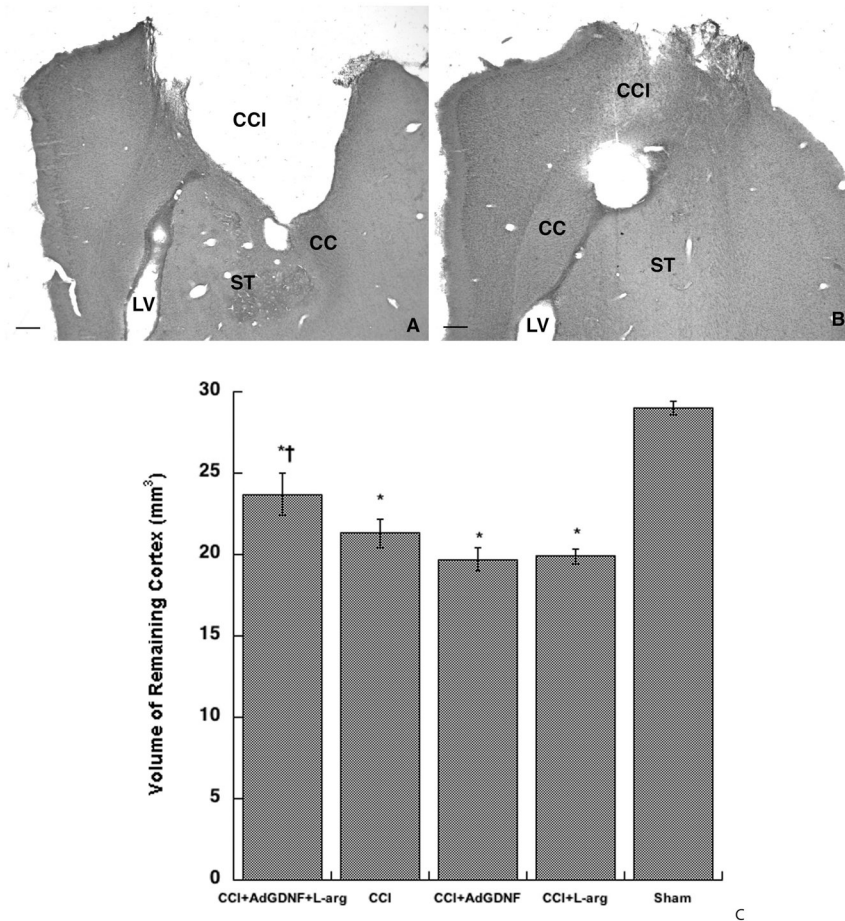 CCI
CC
ST
LV
A
CCI
CC
ST
LV
B
30
25
20
15
10
5
0
Volume of Remaining Cortex (mm³)
*†
*
*
*
CCI+AdGDNF+L-arg
CCI
CCI+AdGDNF
CCI+L-arg
Sham
C